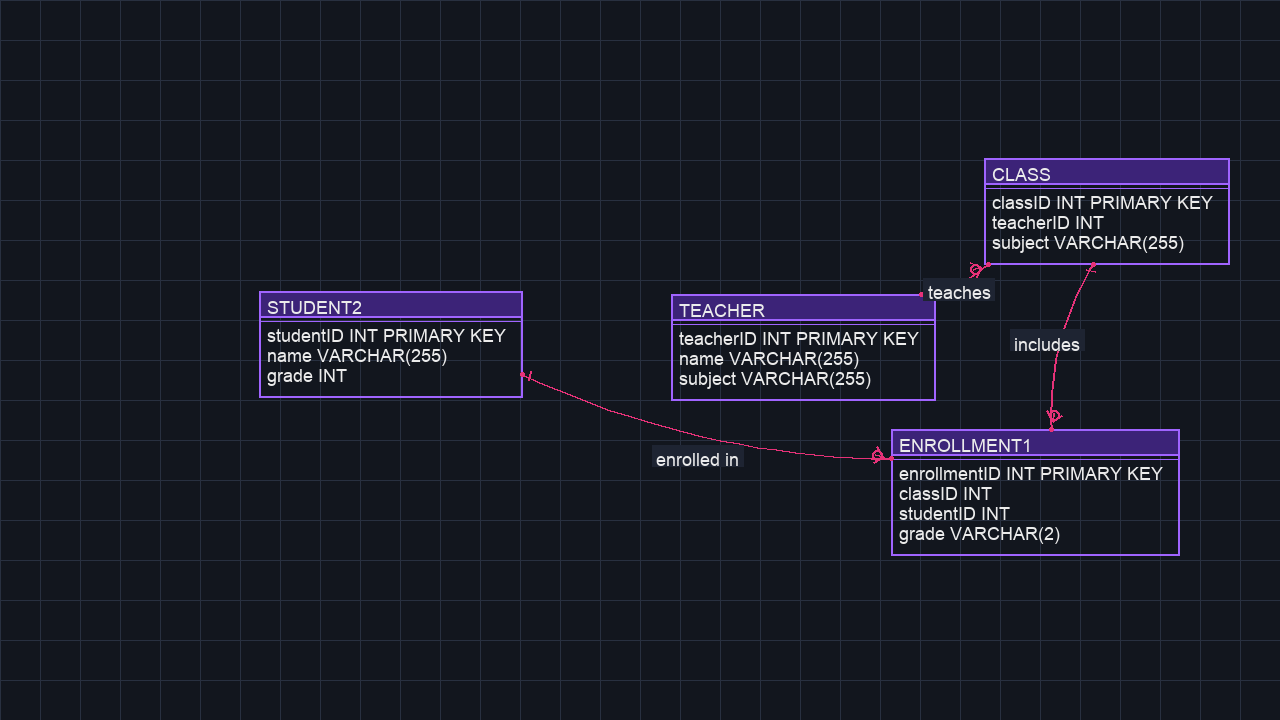 CLASS
classID INT PRIMARY KEY
teacherID INT
subject VARCHAR(255)
teaches
STUDENT2
studentID INT PRIMARY KEY
name VARCHAR(255)
grade INT
TEACHER
teacherID INT PRIMARY KEY
name VARCHAR(255)
subject VARCHAR(255)
includes
enrolled in
ENROLLMENT1
enrollmentID INT PRIMARY KEY
classID INT
studentID INT
grade VARCHAR(2)